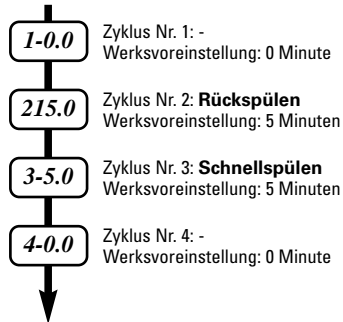 1-0.0
Zyklus Nr. 1: -
Werksvoreinstellung: 0 Minute
215.0
Zyklus Nr. 2: Rückspülen
Werksvoreinstellung: 5 Minuten
3-5.0
Zyklus Nr. 3: Schnellspülen
Werksvoreinstellung: 5 Minuten
4-0.0
Zyklus Nr. 4: -
Werksvoreinstellung: 0 Minute